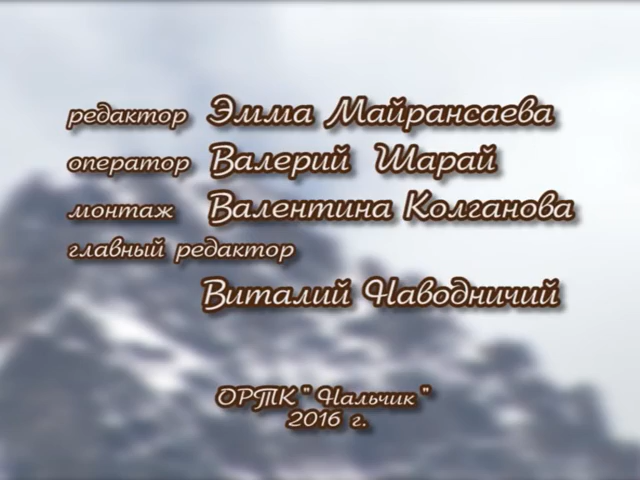 редактор Эмма Майрансаева
оператор Валерий Шарай
монтаж Валентина Колганова
главный редактор
Виталий Наводничий
ОРТК " Нальчик "
2016 г.